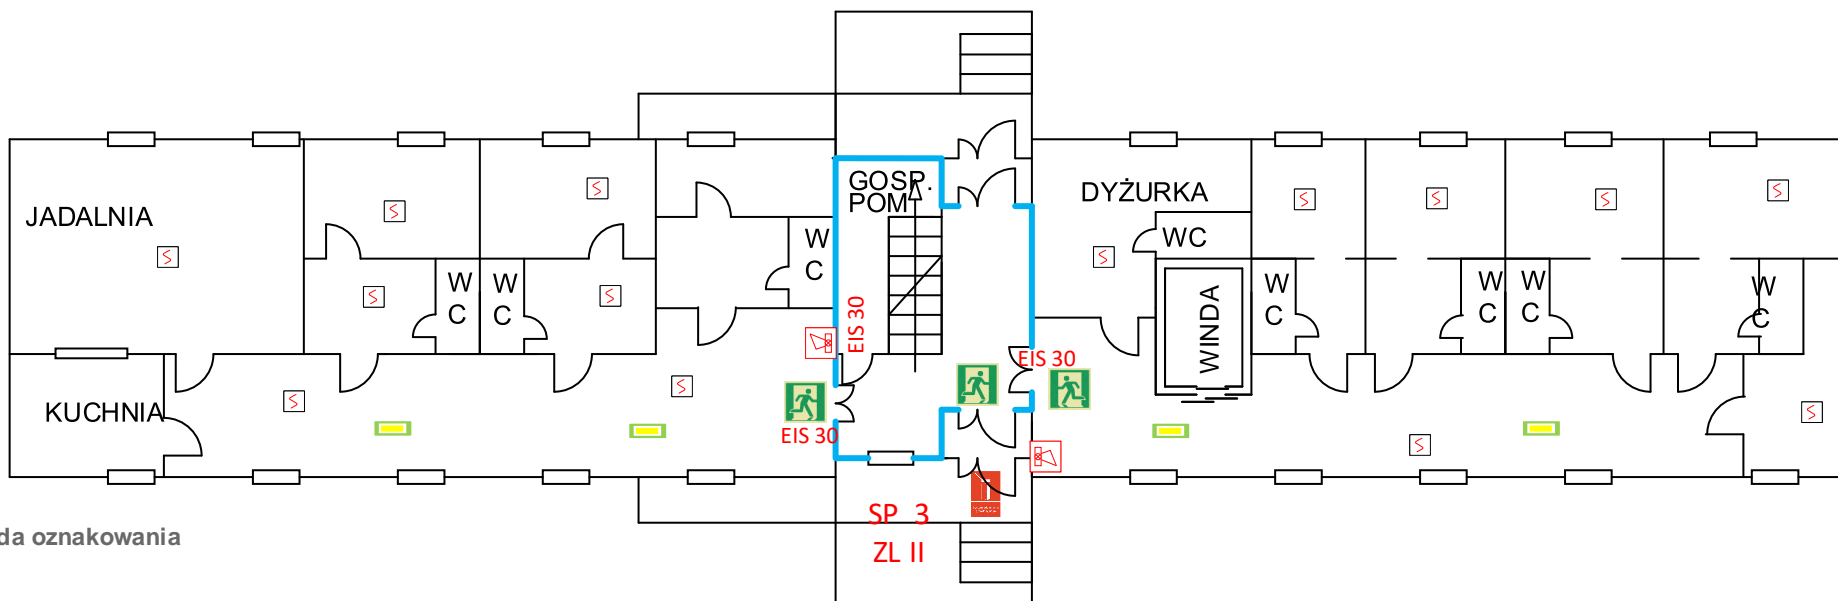 GOSP.
POM
JADALNIA
DYŻURKA
W
C
WC
W
C
W
C
W
C
W
C
W
C
W
C
WINDA
EIS 30
EIS 30
KUCHNIA
EIS 30
SP 3
ZL II
da oznakowania